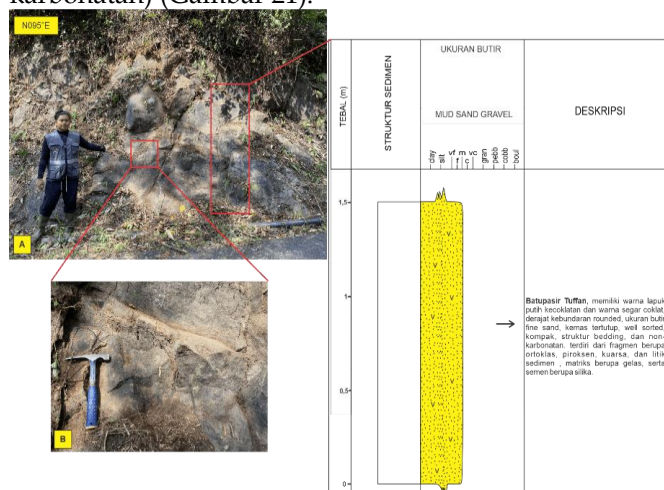 karbonatan) (Gambar 21).
N095°E
A
B
UKURAN BUTIR
TEBAL (m)
STRUKTUR SEDIMEN
MUD SAND GRAVEL
DESKRIPSI
clay
silt
vf
f
m
c
vc
gran
pebb
cobb
boul
1,5
1
0,5
0
V
V
V
V
V
V
V
V
Batupasir Tuffan, memiliki warna lapuk
putih kecoklatan dan warna segar coklat,
derajat kebundaran rounded, ukuran butir
fine sand, kemas tertutup, well sorted,
kompak, struktur bedding, dan non-
karbonatan. terdiri dari fragmen berupa
ortoklas, piroksen, kuarsa, dan litik
sedimen , matriks berupa gelas, serta
semen berupa silika.